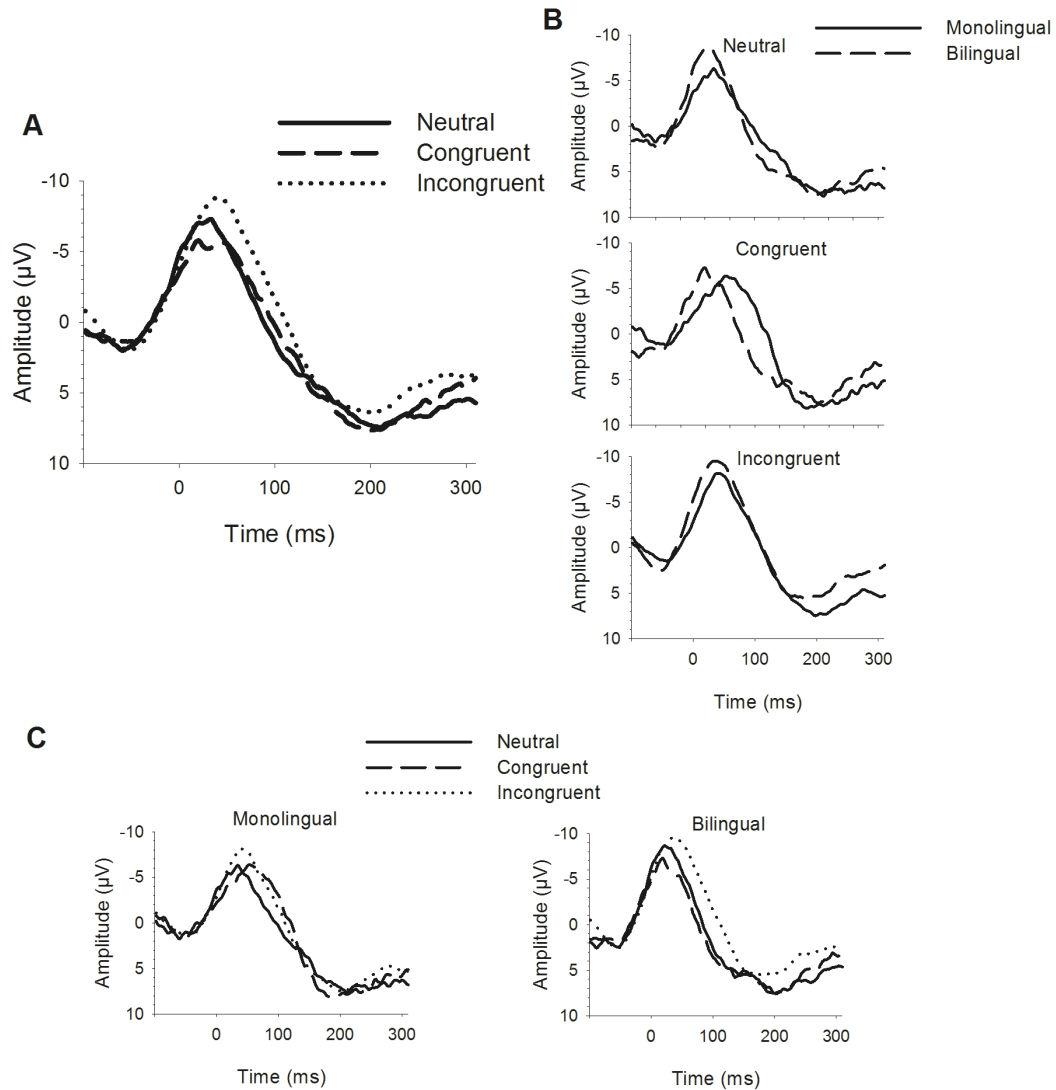 A
Neutral
Congruent
Incongruent
-10
-5
0
5
10
Amplitude (µV)
0 100 200 300
Time (ms)
B
Monolingual
Bilingual
Neutral
-10
-5
0
5
10
Amplitude (µV)
Congruent
-10
-5
0
5
10
Amplitude (µV)
Incongruent
-10
-5
0
5
10
Amplitude (µV)
0 100 200 300
Time (ms)
C
Neutral
Congruent
Incongruent
Monolingual
-10
-5
0
5
10
Amplitude (µV)
0 100 200 300
Time (ms)
Bilingual
-10
-5
0
5
10
Amplitude (µV)
0 100 200 300
Time (ms)